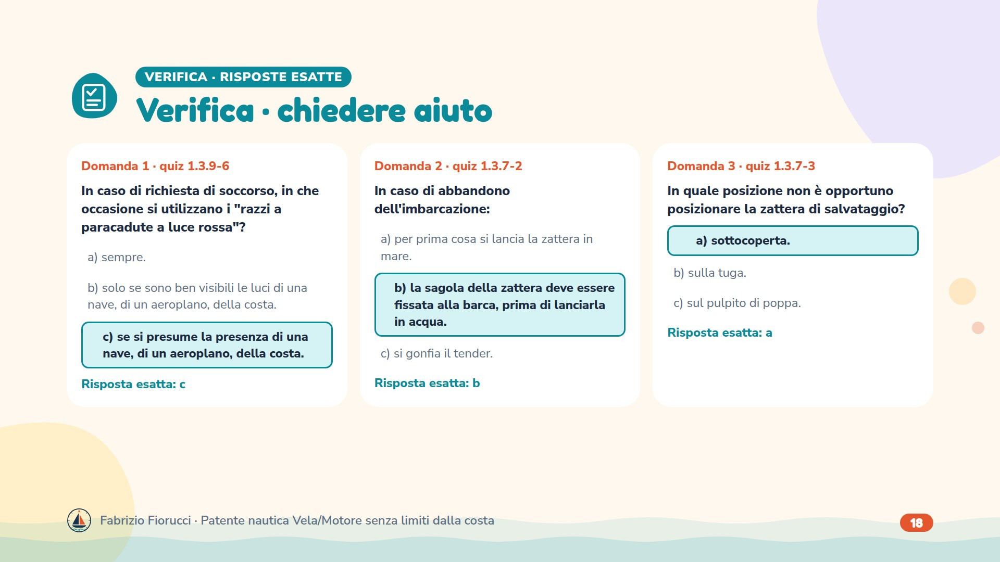 VERIFICA · RISPOSTE ESATTE
Verifica · chiedere aiuto
Domanda 1 · quiz 1.3.9-6
In caso di richiesta di soccorso, in che
occasione si utilizzano i "razzi a
paracadute a luce rossa"?
a) sempre.
b) solo se sono ben visibili le luci di una
nave, di un aeroplano, della costa.
c) se si presume la presenza di una
nave, di un aeroplano, della costa.
Risposta esatta: c
Domanda 2 · quiz 1.3.7-2
In caso di abbandono
dell'imbarcazione:
a) per prima cosa si lancia la zattera in
mare.
b) la sagola della zattera deve essere
fissata alla barca, prima di lanciarla
in acqua.
c) si gonfia il tender.
Risposta esatta: b
Domanda 3 · quiz 1.3.7-3
In quale posizione non è opportuno
posizionare la zattera di salvataggio?
a) sottocoperta.
b) sulla tuga.
c) sul pulpito di poppa.
Risposta esatta: a
Fabrizio Fiorucci · Patente nautica Vela/Motore senza limiti dalla costa
18